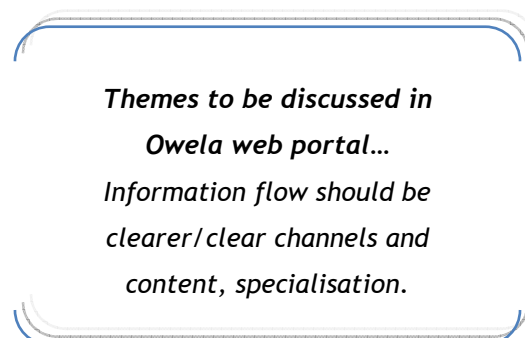 Themes to be discussed in
Owela web portal…
Information flow should be
clearer/clear channels and
content, specialisation.